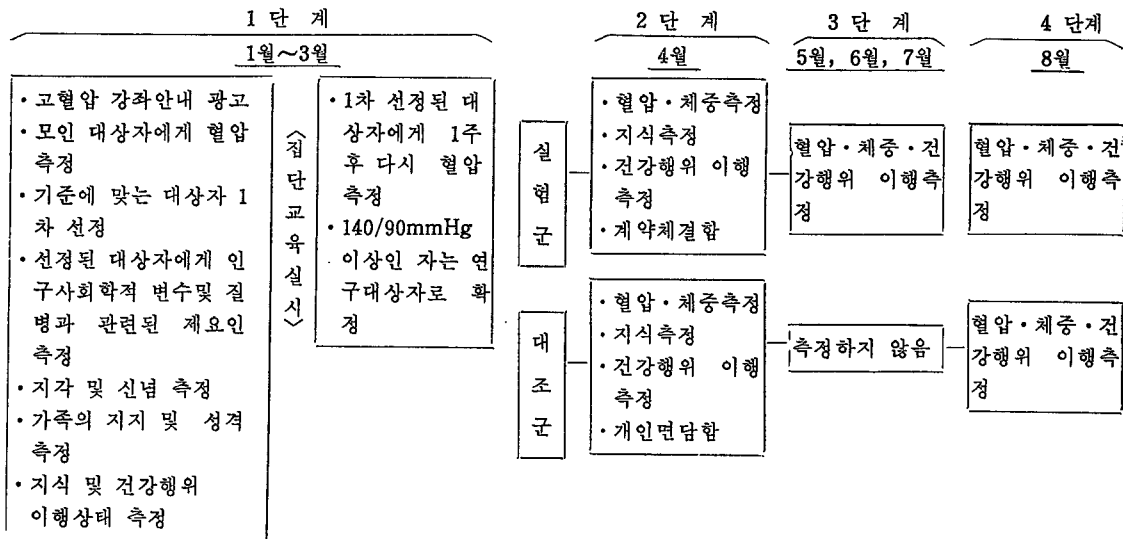 1 단 계
1월~3월
• 고혈압 강좌안내 광고
• 모인 대상자에게 혈압
측정
• 기준에 맞는 대상자 1
차 선정
• 선정된 대상자에게 인
구사회학적 변수및 질
병과 관련된 제요인
측정
• 지각 및 신념 측정
• 가족의 지지 및 성격
측정
• 지식 및 건강행위
이행상태 측정
〈집단교육실시〉
• 1차 선정된 대
상자에게 1주
후 다시 혈압
측정
• 140/90mmHg
이상인 자는 연
구대상자로 확
정
2 단 계
4월
실험군
• 혈압·체중측정
• 지식측정
• 건강행위 이행
측정
• 계약체결함
대조군
• 혈압·체중측정
• 지식측정
• 건강행위 이행
측정
• 개인면담함
3 단 계
5월, 6월, 7월
혈압·체중·건
강행위 이행측
정
측정하지 않음
4 단계
8월
혈압·체중·건
강행위 이행측
정
혈압·체중·건
강행위 이행측
정